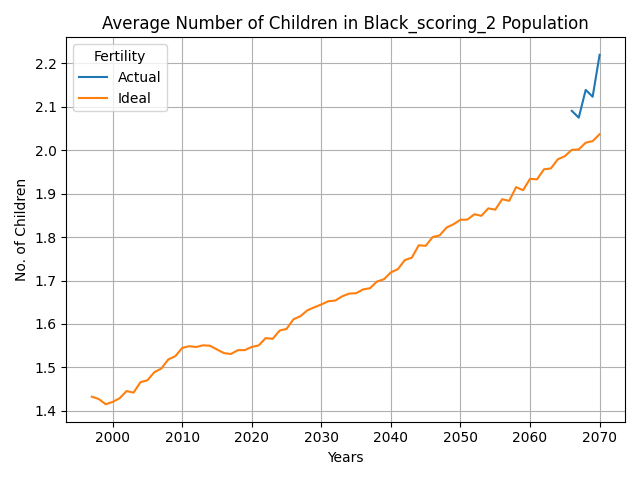 Average Number of Children in Black_scoring_2 Population
Fertility
Actual
Ideal
No. of Children
2.2
2.1
2.0
1.9
1.8
1.7
1.6
1.5
1.4
2000 2010 2020 2030 2040 2050 2060 2070
Years